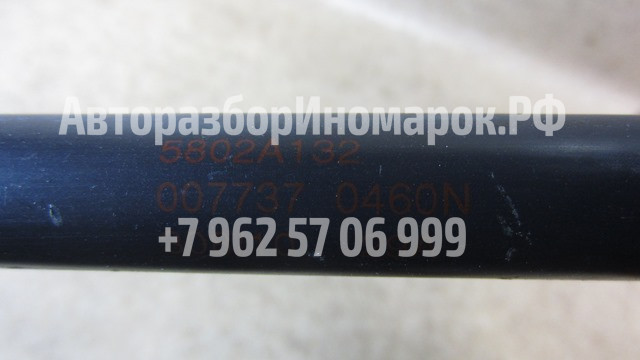 АвторазборИномарок.РФ
5802A132
007737 0460N
+7 962 57 06 999